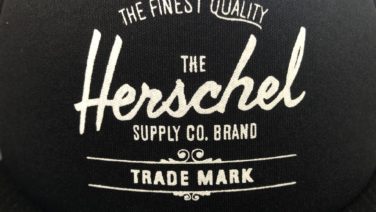 THE FINEST QUALITY
THE
Herschel
SUPPLY CO. BRAND
TRADE MARK